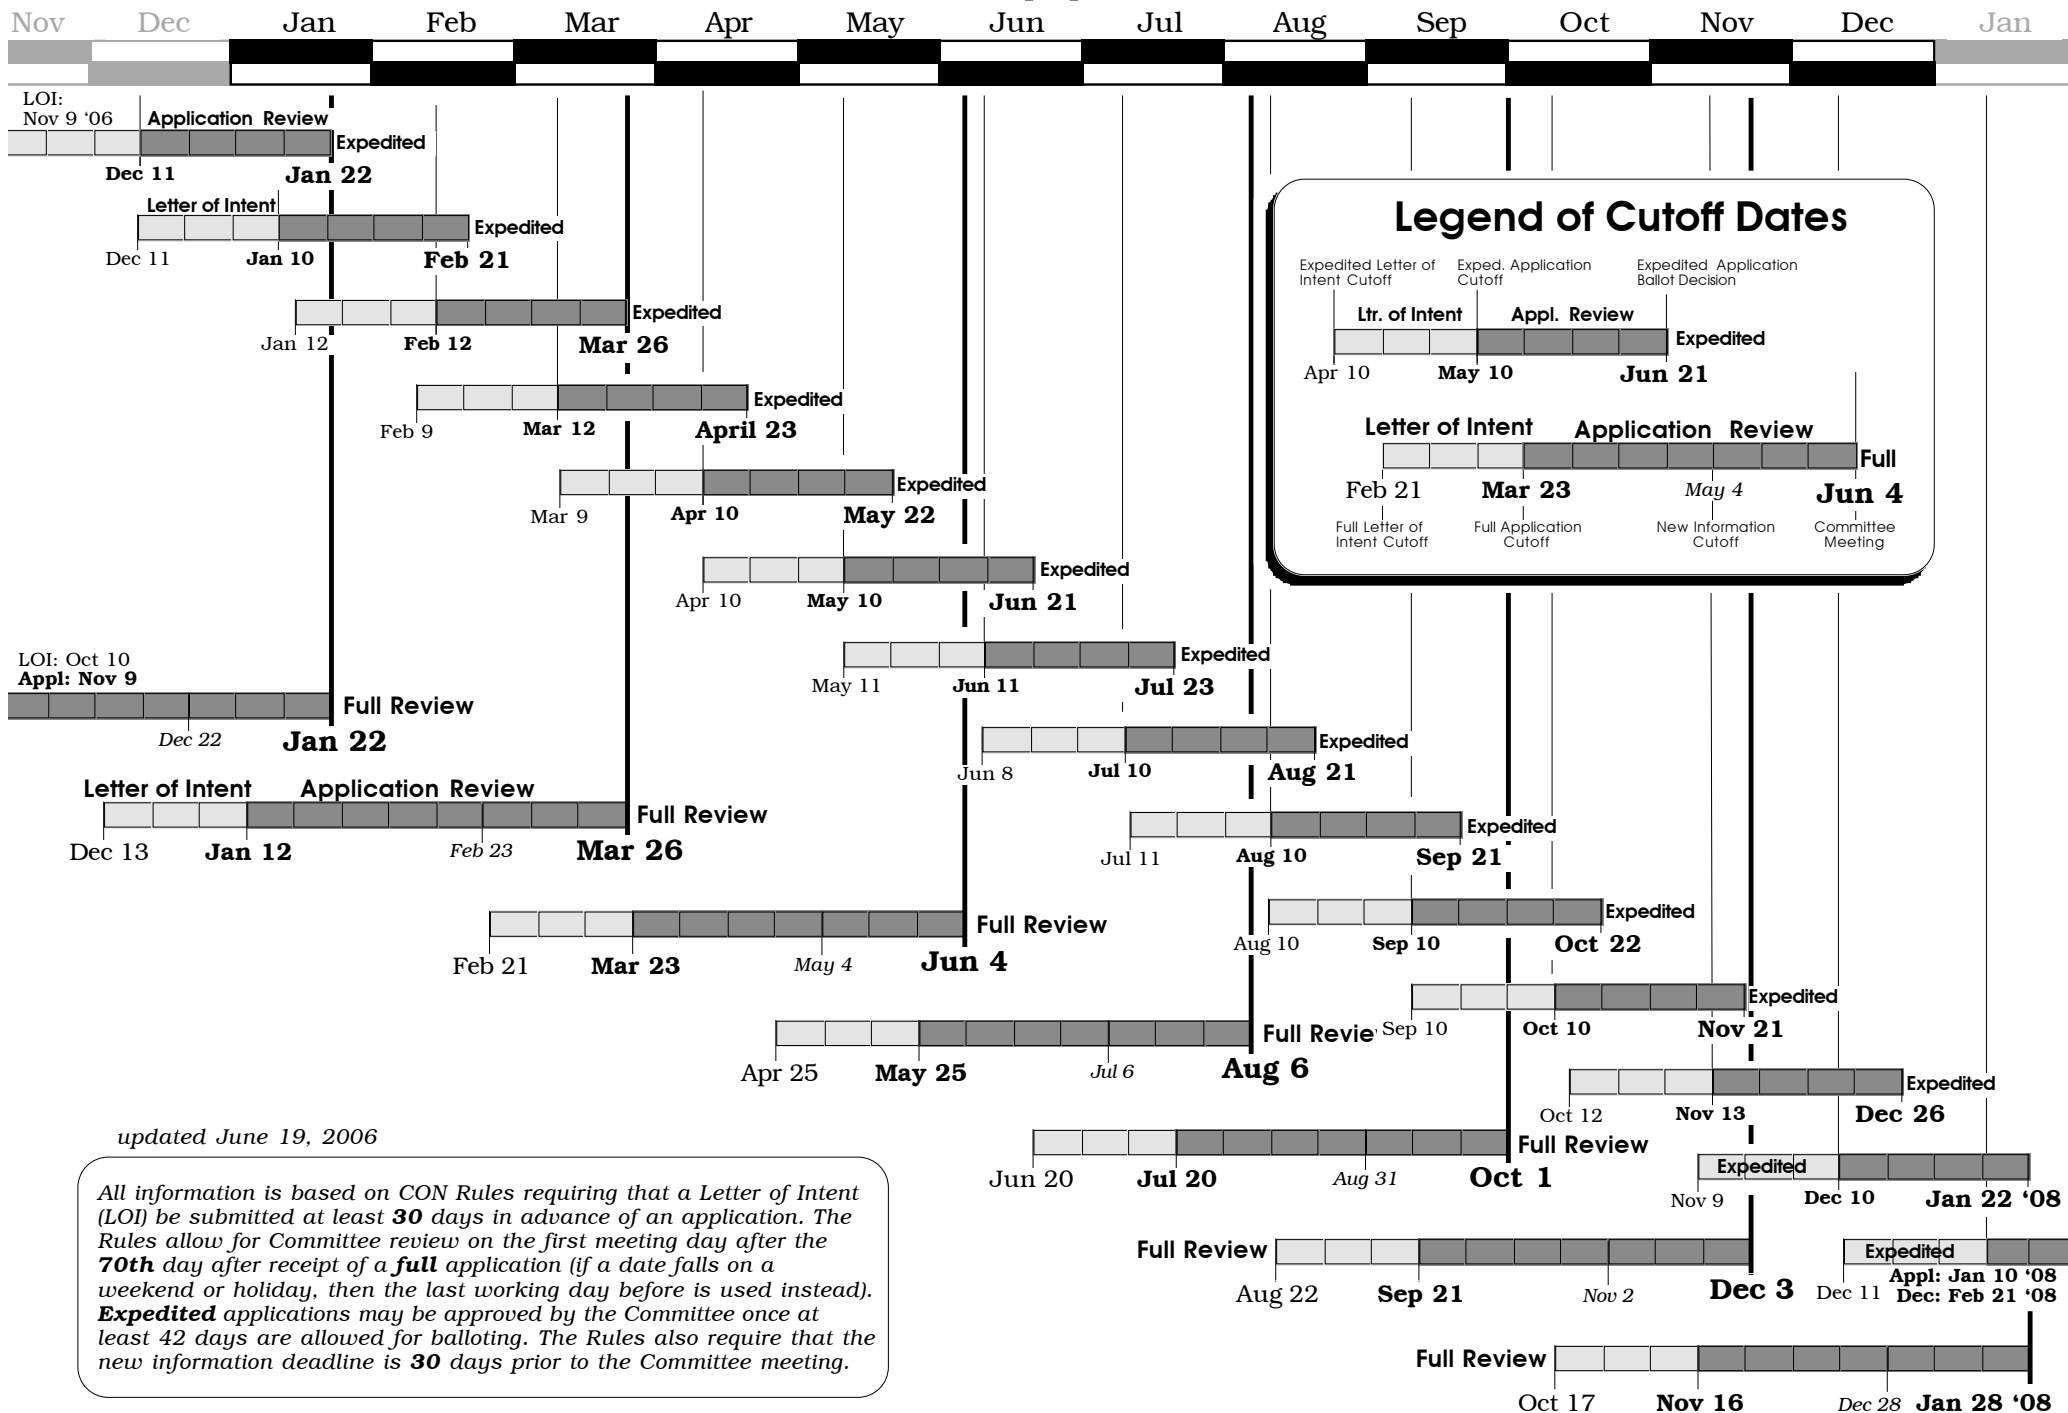 Nov Dec Jan Feb Mar Apr May Jun Jul Aug Sep Oct Nov Dec Jan
LOI:
Nov 9 ‘06
Application Review
Expedited
Dec 11
Jan 22
Letter of Intent
Expedited
Dec 11
Jan 10
Feb 21
Expedited
Jan 12
Feb 12
Mar 26
Expedited
Feb 9
Mar 12
April 23
Expedited
Mar 9
Apr 10
May 22
Expedited
Apr 10
May 10
Jun 21
Expedited
May 11
Jun 11
Jul 23
Expedited
Jun 8
Jul 10
Aug 21
Expedited
Jul 11
Aug 10
Sep 21
Expedited
Aug 10
Sep 10
Oct 22
Expedited
Sep 10
Oct 10
Nov 21
Expedited
Oct 12
Nov 13
Dec 26
Expedited
Nov 9
Dec 10
Jan 22 ‘08
Expedited
Dec 11
Appl: Jan 10 ‘08
Dec: Feb 21 ‘08
Legend of Cutoff Dates
Expedited Letter of
Intent Cutoff
Exped. Application
Cutoff
Expedited Application
Ballot Decision
Ltr. of Intent
Appl. Review
Expedited
Apr 10
May 10
Jun 21
Letter of Intent
Application Review
Full
Feb 21
Mar 23
May 4
Jun 4
Full Letter of
Intent Cutoff
Full Application
Cutoff
New Information
Cutoff
Committee
Meeting
LOI: Oct 10
Appl: Nov 9
Full Review
Dec 22
Jan 22
Letter of Intent
Application Review
Full Review
Dec 13
Jan 12
Feb 23
Mar 26
Full Review
Feb 21
Mar 23
May 4
Jun 4
Full Revie
Apr 25
May 25
Jul 6
Aug 6
Full Review
Jun 20
Jul 20
Aug 31
Oct 1
Full Review
Aug 22
Sep 21
Nov 2
Dec 3
Full Review
Oct 17
Nov 16
Dec 28
Jan 28 ‘08
updated June 19, 2006
All information is based on CON Rules requiring that a Letter of Intent
(LOI) be submitted at least 30 days in advance of an application. The
Rules allow for Committee review on the first meeting day after the
70th day after receipt of a full application (if a date falls on a
weekend or holiday, then the last working day before is used instead).
Expedited applications may be approved by the Committee once at
least 42 days are allowed for balloting. The Rules also require that the
new information deadline is 30 days prior to the Committee meeting.